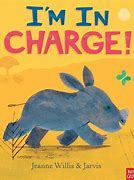 I'M IN
CHARGE!
Jeanne Willis & Jarvis